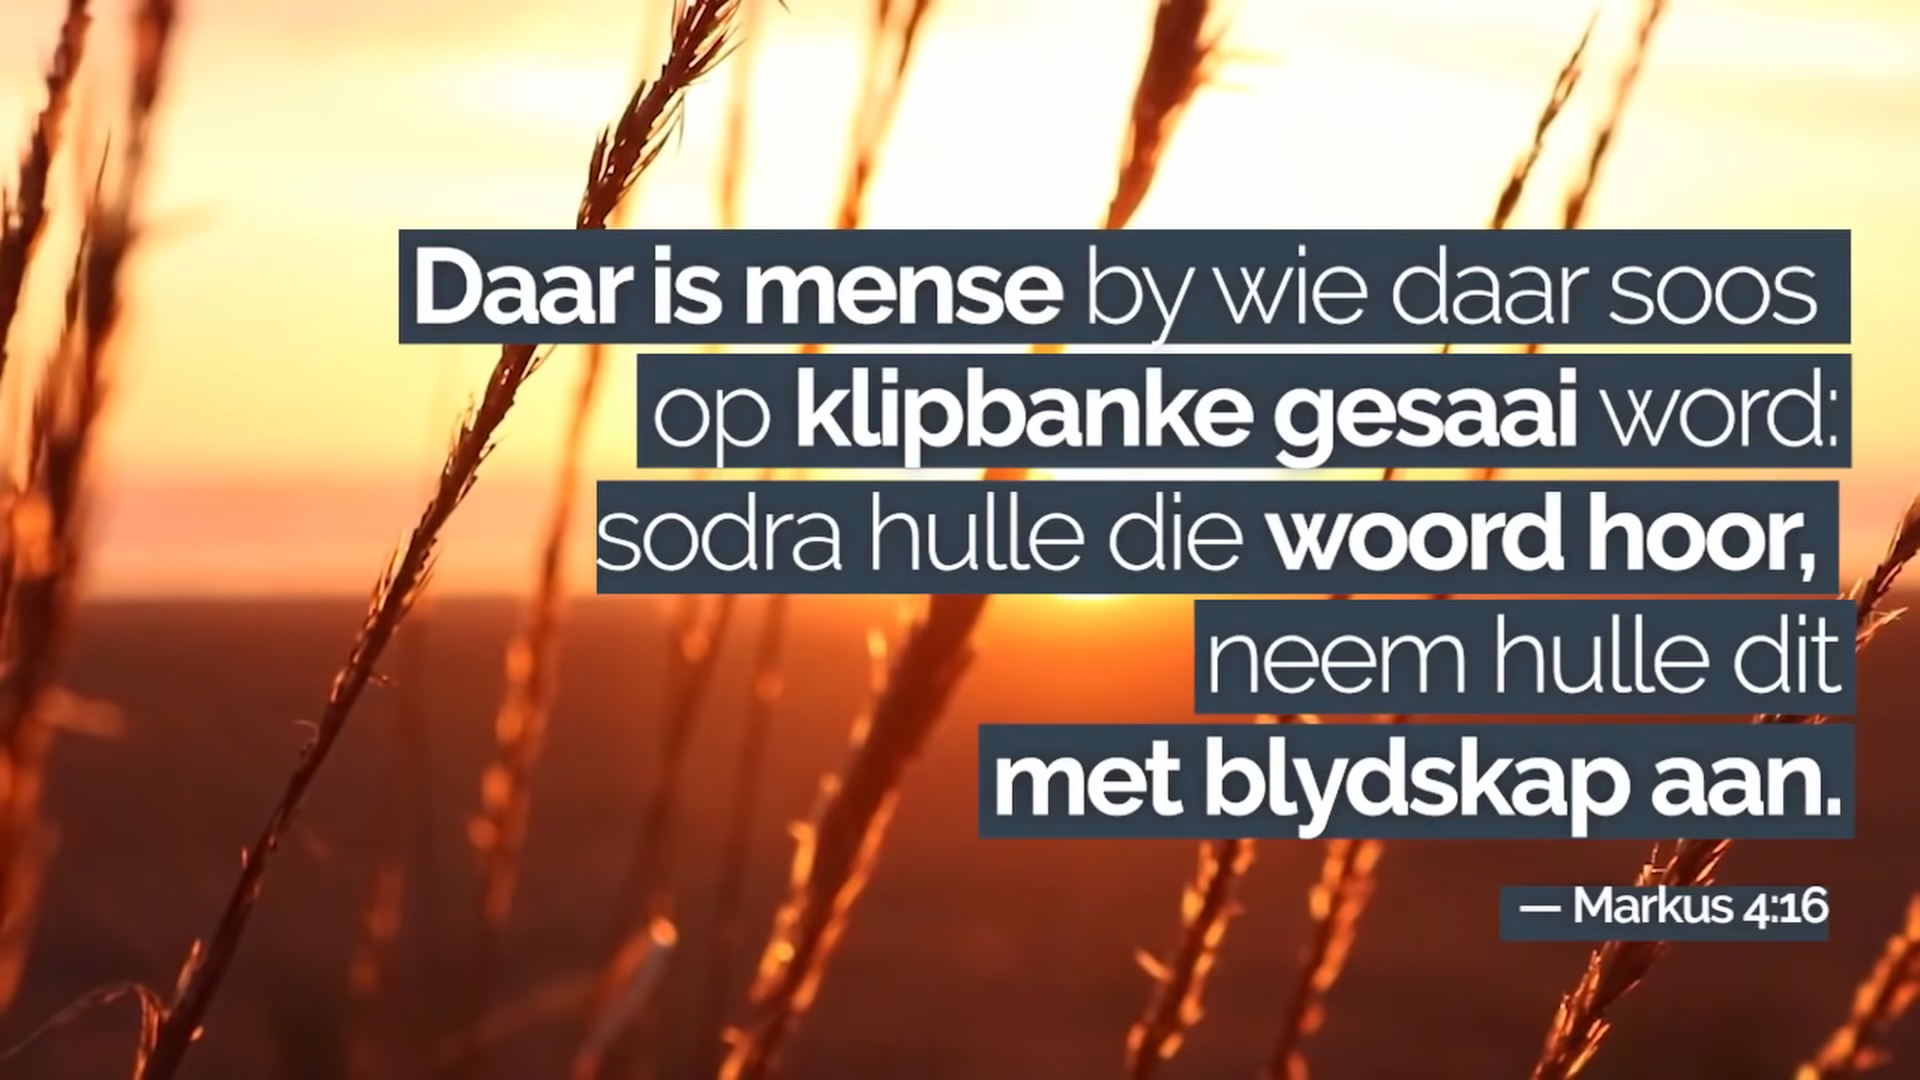 Daar is mense by wie daar soos
op klipbanke gesaai word:
sodra hulle die woord hoor,
neem hulle dit
met blydskap aan.
— Markus 4:16